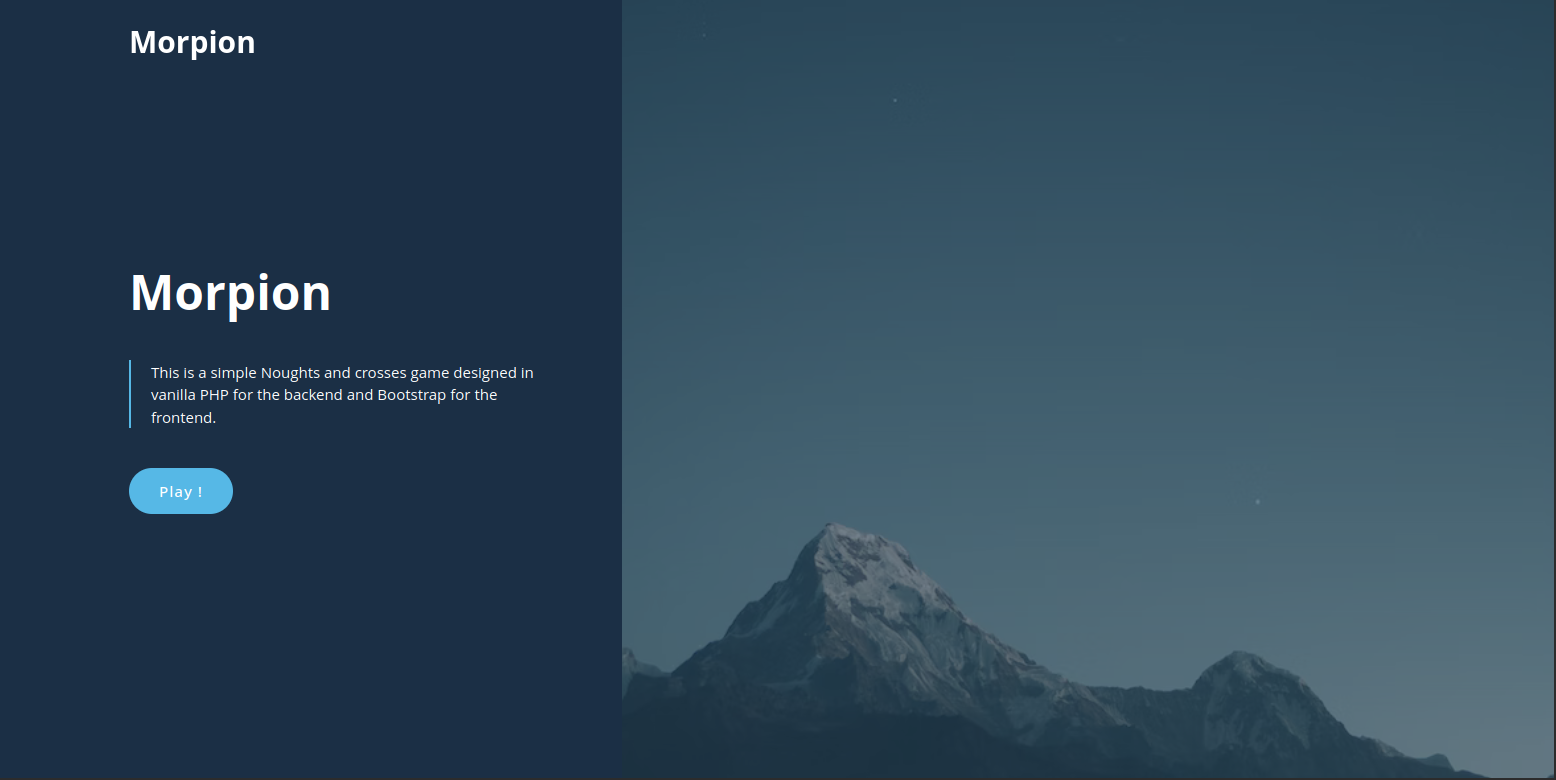 Morpion
Morpion
This is a simple Noughts and crosses game designed in
vanilla PHP for the backend and Bootstrap for the
frontend.
Play !